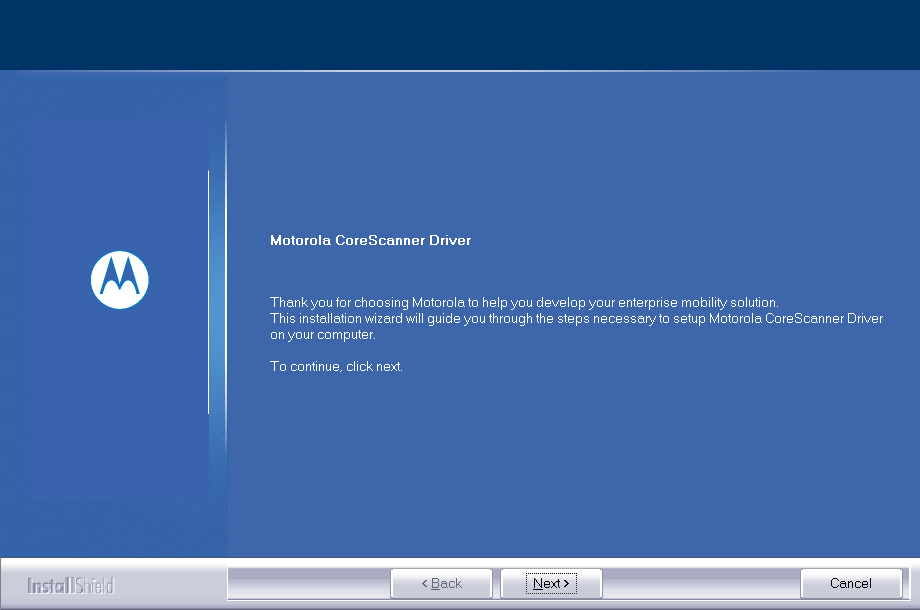 Motorola CoreScanner Driver
Thank you for choosing Motorola to help you develop your enterprise mobility solution.
This installation wizard will guide you through the steps necessary to setup Motorola CoreScanner Driver
on your computer.
To continue, click next.
InstallShield
< Back
Next >
Cancel